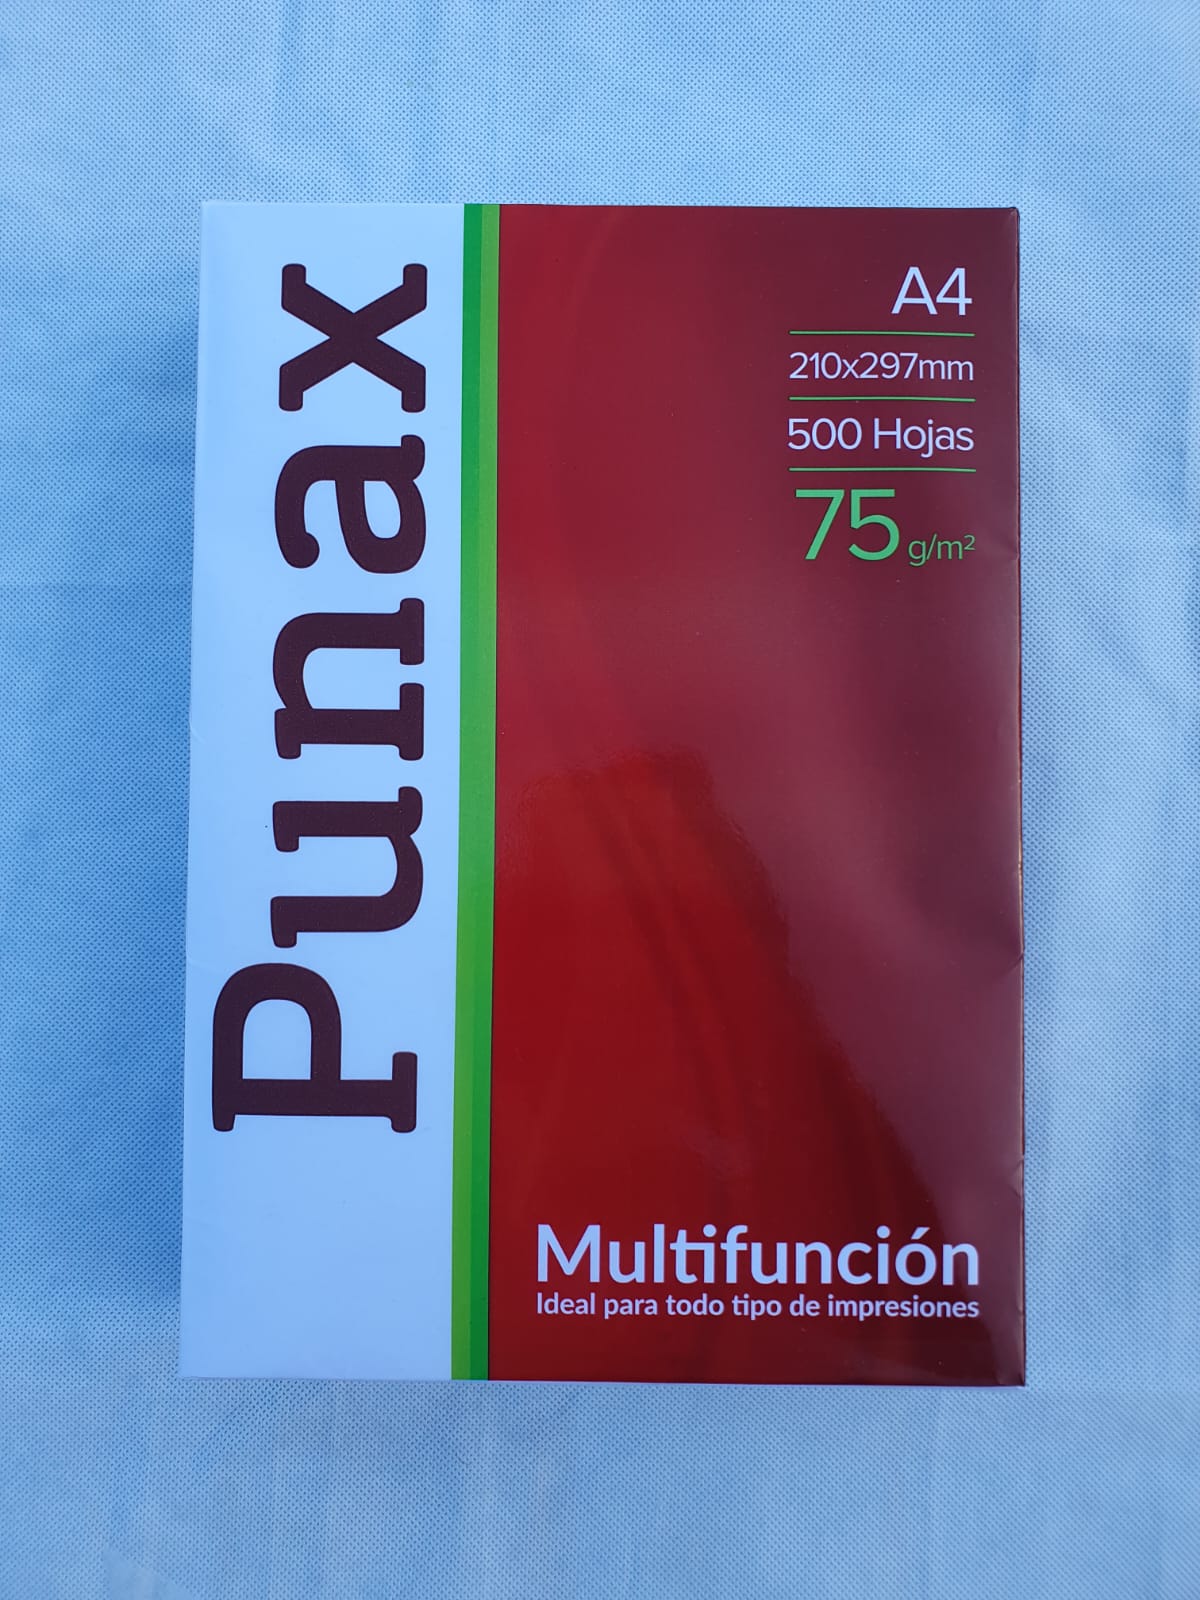 Punax
A4
210x297mm
500 Hojas
75 g/m²
Multifunción
Ideal para todo tipo de impresiones